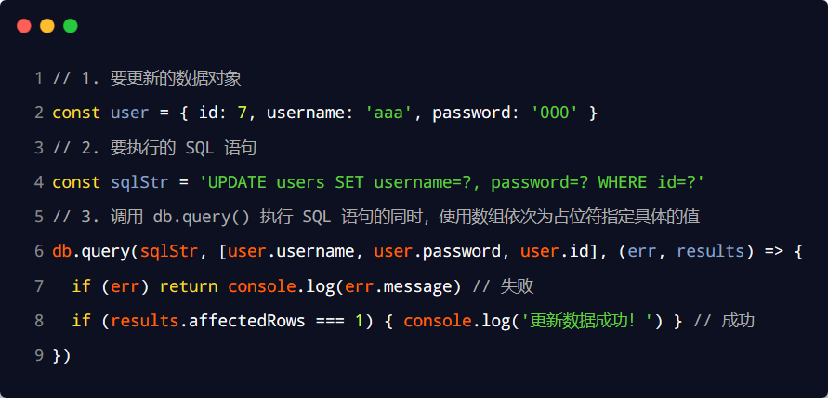 1 // 1. 要更新的数据对象
2 const user = { id: 7, username: 'aaa', password: '000' }
3 // 2. 要执行的 SQL 语句
4 const sqlStr = 'UPDATE users SET username=?, password=? WHERE id=?'
5 // 3. 调用 db.query() 执行 SQL 语句的同时，使用数组依次为占位符指定具体的值
6 db.query(sqlStr, [user.username, user.password, user.id], (err, results) => {
7   if (err) return console.log(err.message) // 失败
8   if (results.affectedRows === 1) { console.log('更新数据成功！') } // 成功
9 })